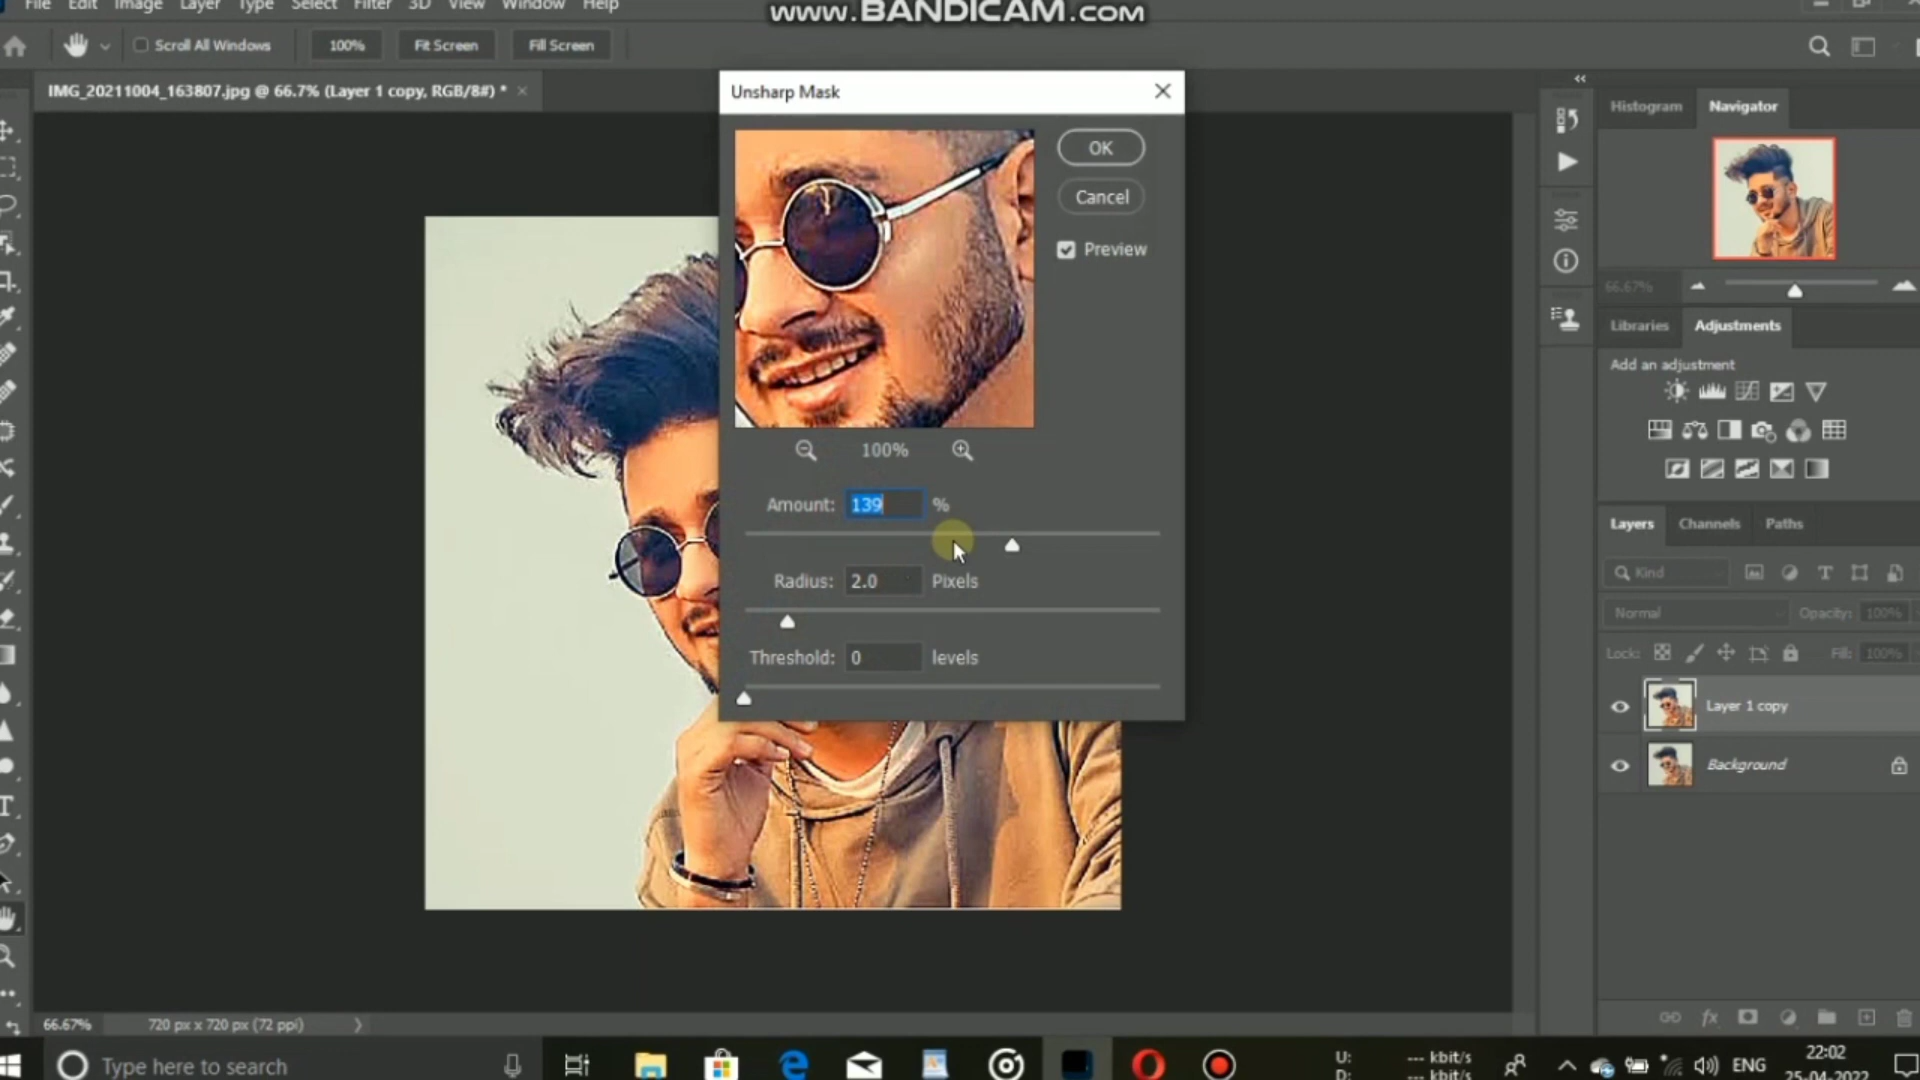 www.BANDICAM.com
File Edit Image Layer Type Select Filter 3D View Window Help
Scroll All Windows 100% Fit Screen Fill Screen
IMG_20211004_163807.jpg @ 66.7% (Layer 1 copy, RGB/8#) *
Unsharp Mask
OK
Cancel
Preview
100%
Amount: 139 %
Radius: 2.0 Pixels
Threshold: 0 levels
Histogram Navigator
66.67%
Libraries Adjustments
Add an adjustment
Layers Channels Paths
Kind
Normal Opacity: 100%
Lock: Fill: 100%
Layer 1 copy
Background
66.67% 720 px x 720 px (72 ppi)
Type here to search
U: --- kbit/s
D: --- kbit/s
ENG
22:02
25-04-2022